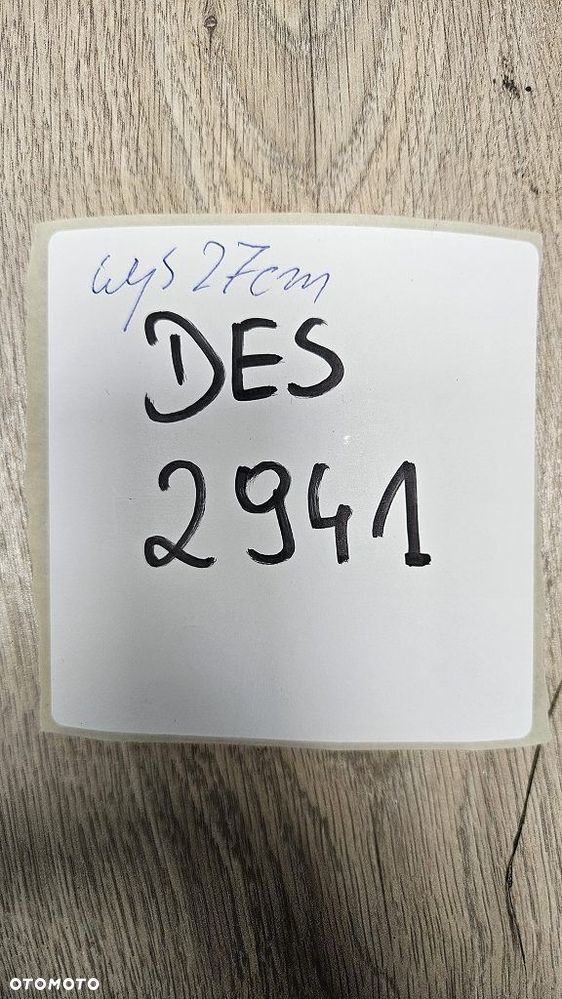 wys 27cm
DES
2941
OTOMOTO